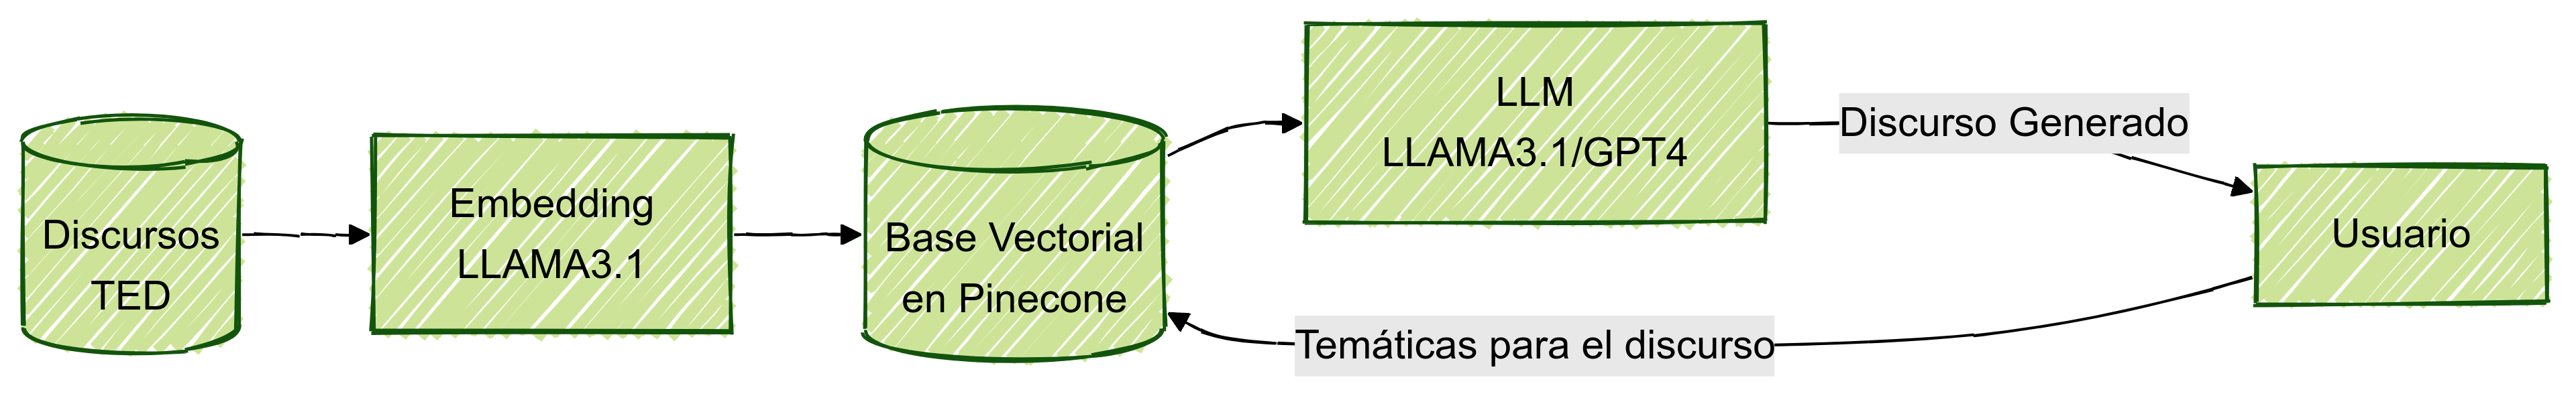 Discursos
TED
Embedding
LLAMA3.1
Base Vectorial
en Pinecone
LLM
LLAMA3.1/GPT4
Discurso Generado
Usuario
Temáticas para el discurso